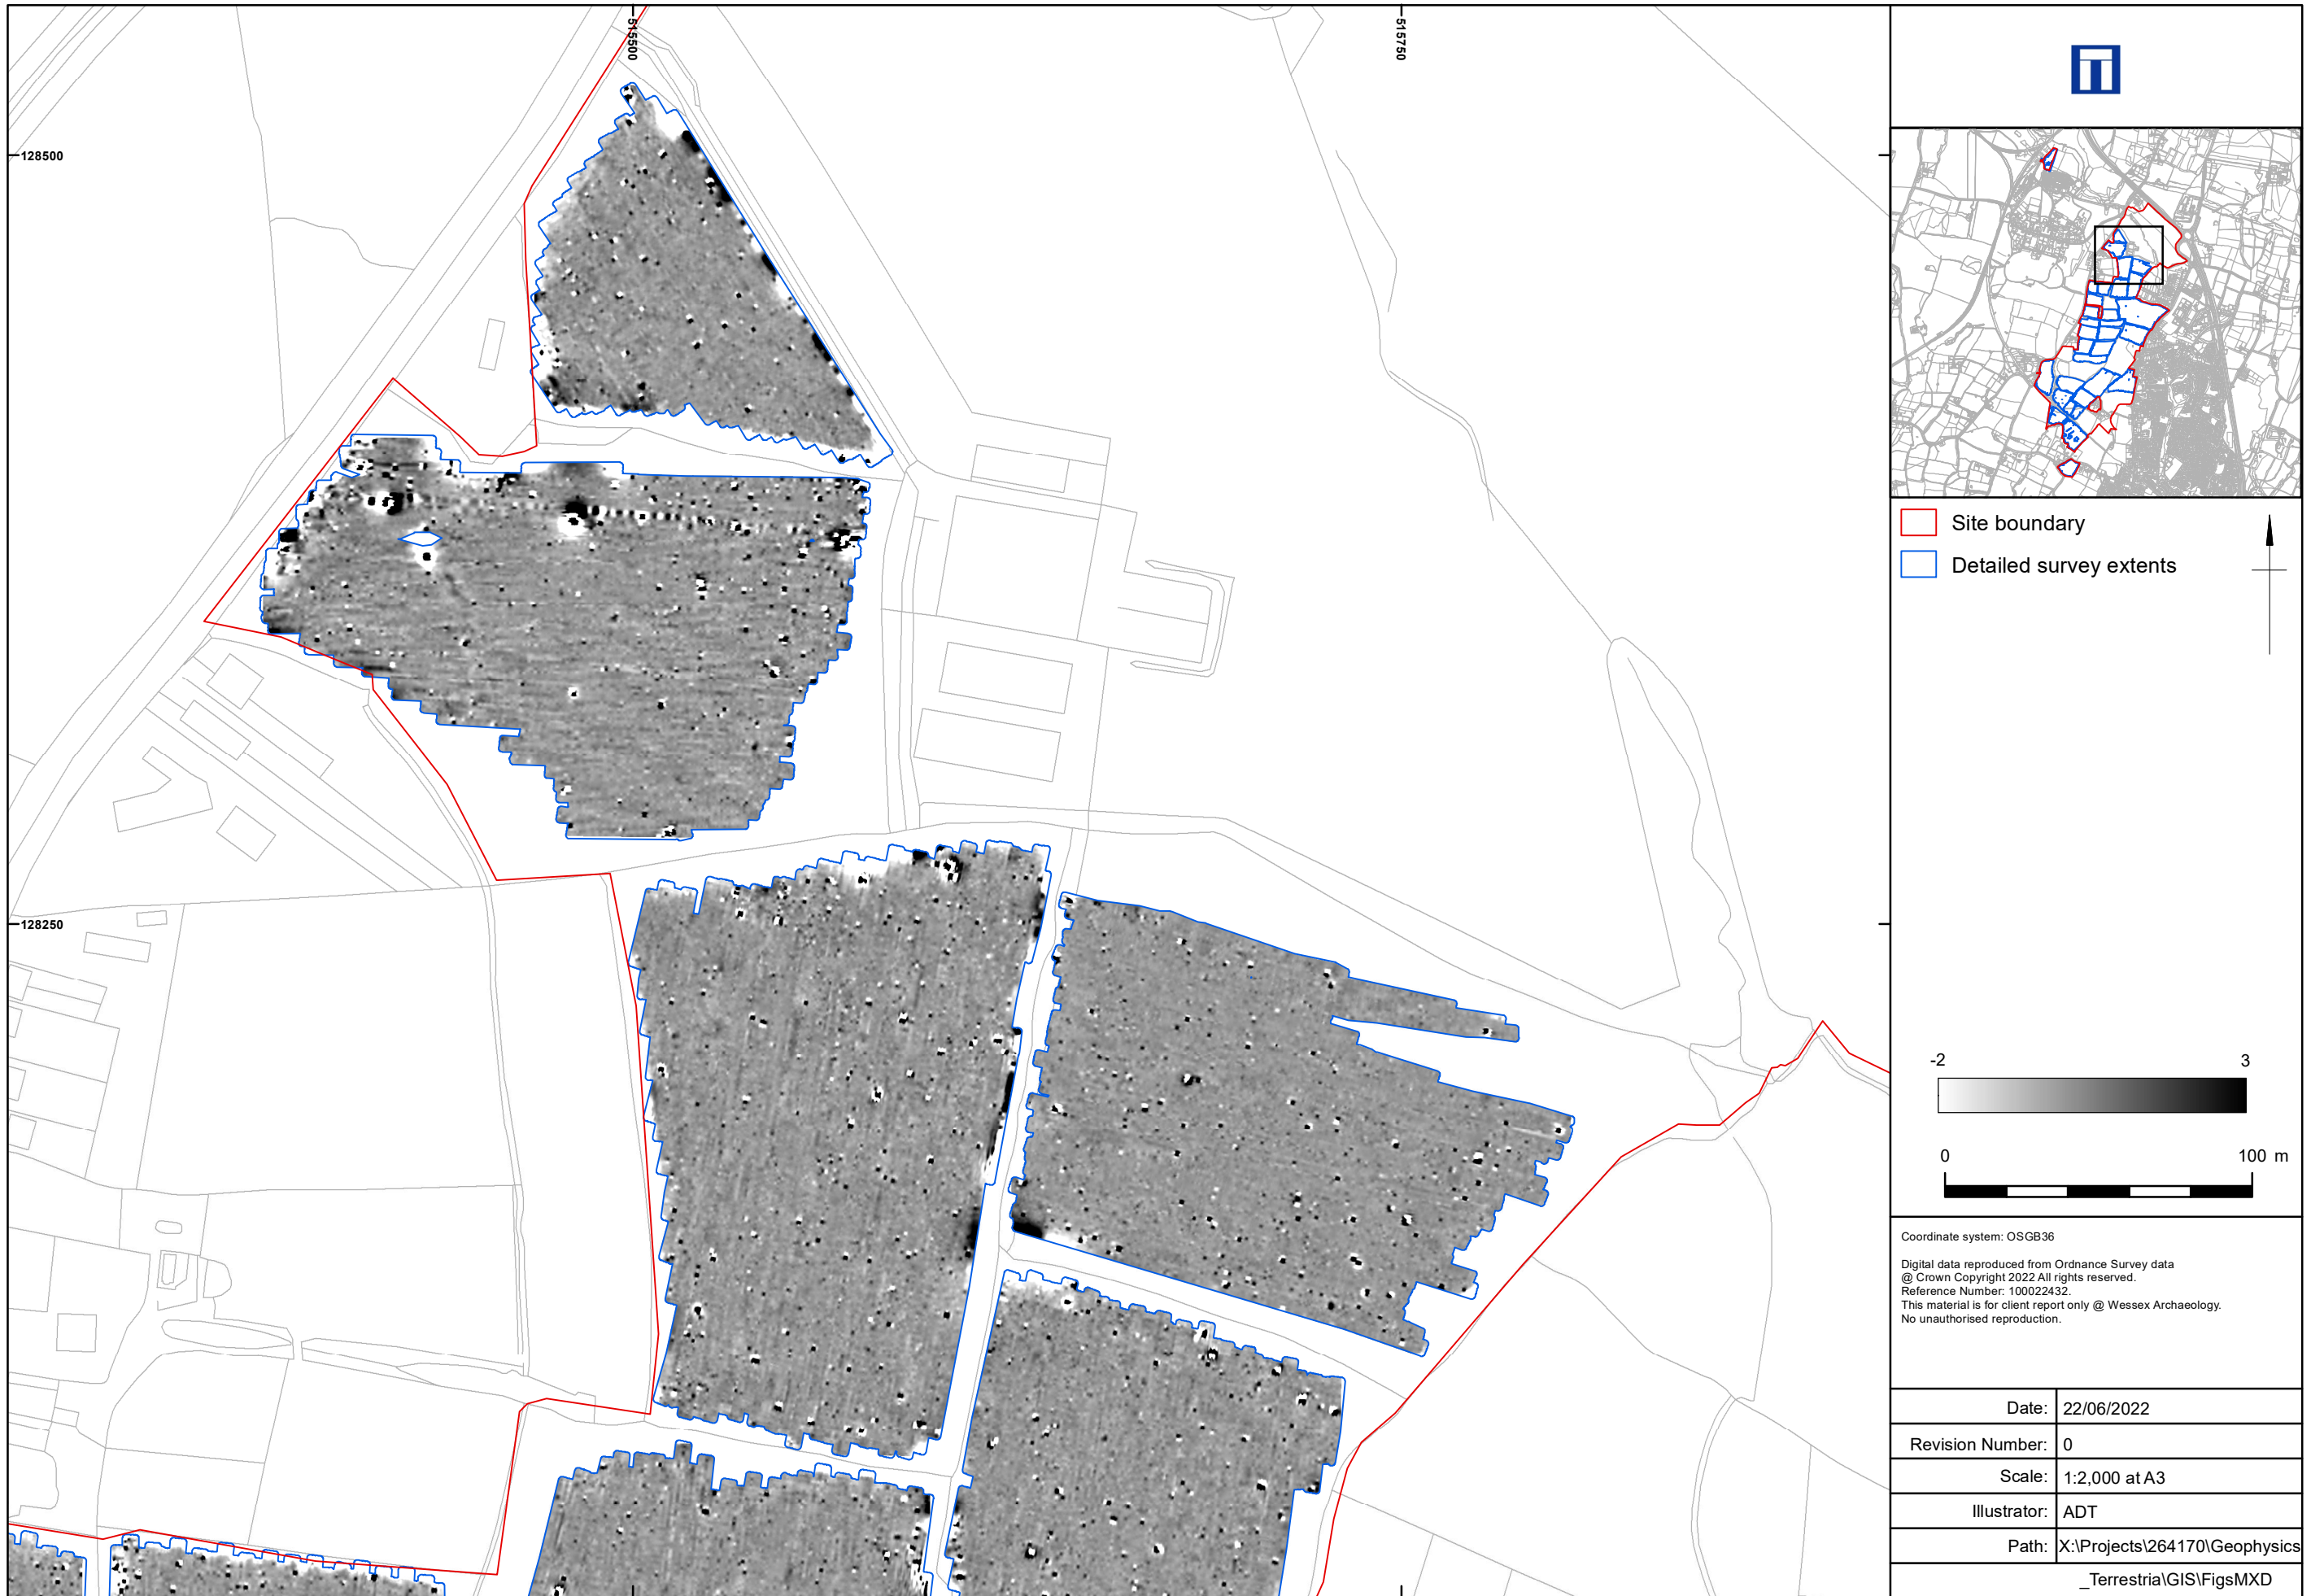 515500
515750
128500
128250
Site boundary
Detailed survey extents
-2 3
0 100 m
Coordinate system: OSGB36
Digital data reproduced from Ordnance Survey data
@ Crown Copyright 2022 All rights reserved.
Reference Number: 100022432.
This material is for client report only @ Wessex Archaeology.
No unauthorised reproduction.
Date: 22/06/2022
Revision Number: 0
Scale: 1:2,000 at A3
Illustrator: ADT
Path: X:\Projects\264170\Geophysics
_Terrestria\GIS\FigsMXD